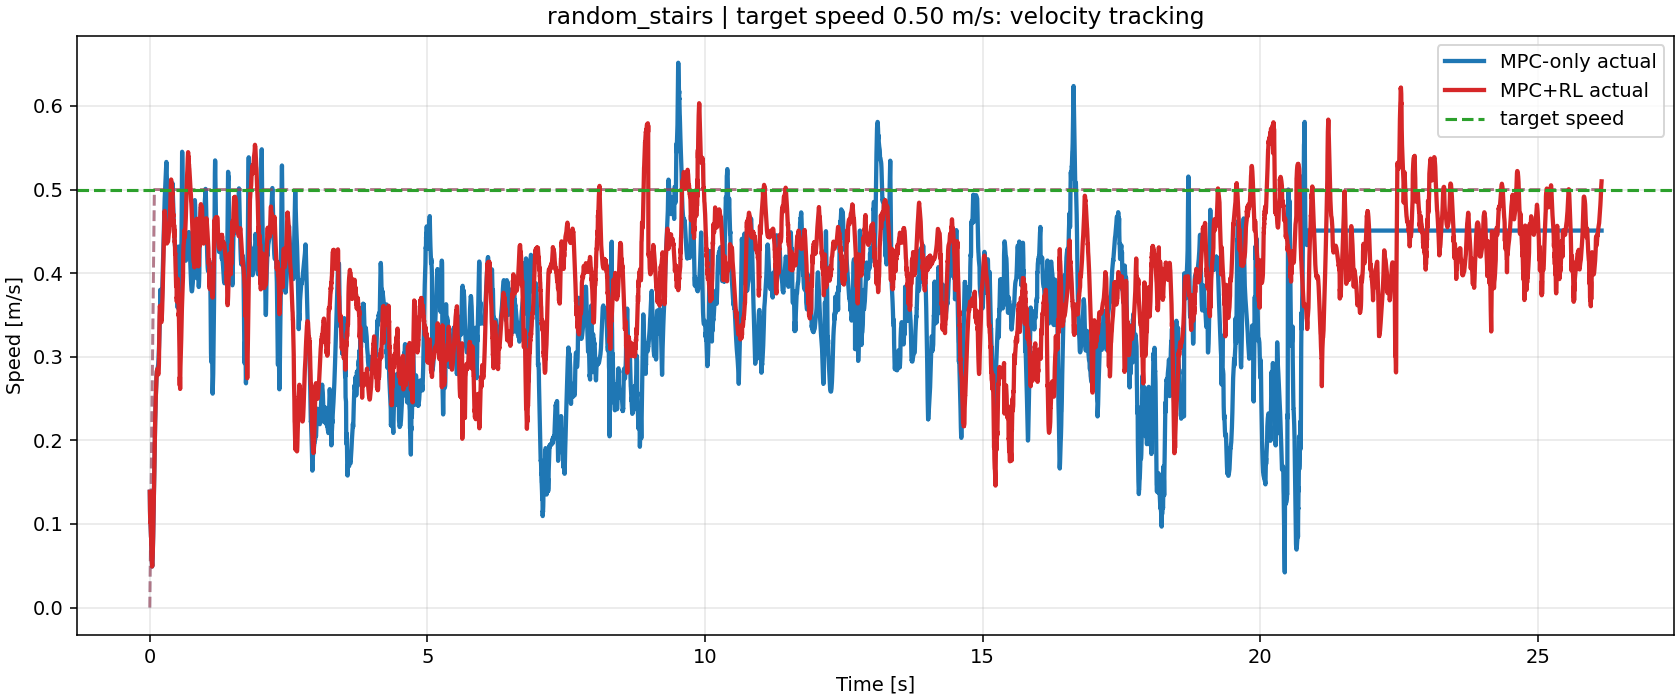 random_stairs | target speed 0.50 m/s: velocity tracking
MPC-only actual
MPC+RL actual
target speed
Speed [m/s]
0.6
0.5
0.4
0.3
0.2
0.1
0.0
0
5
10
15
20
25
Time [s]